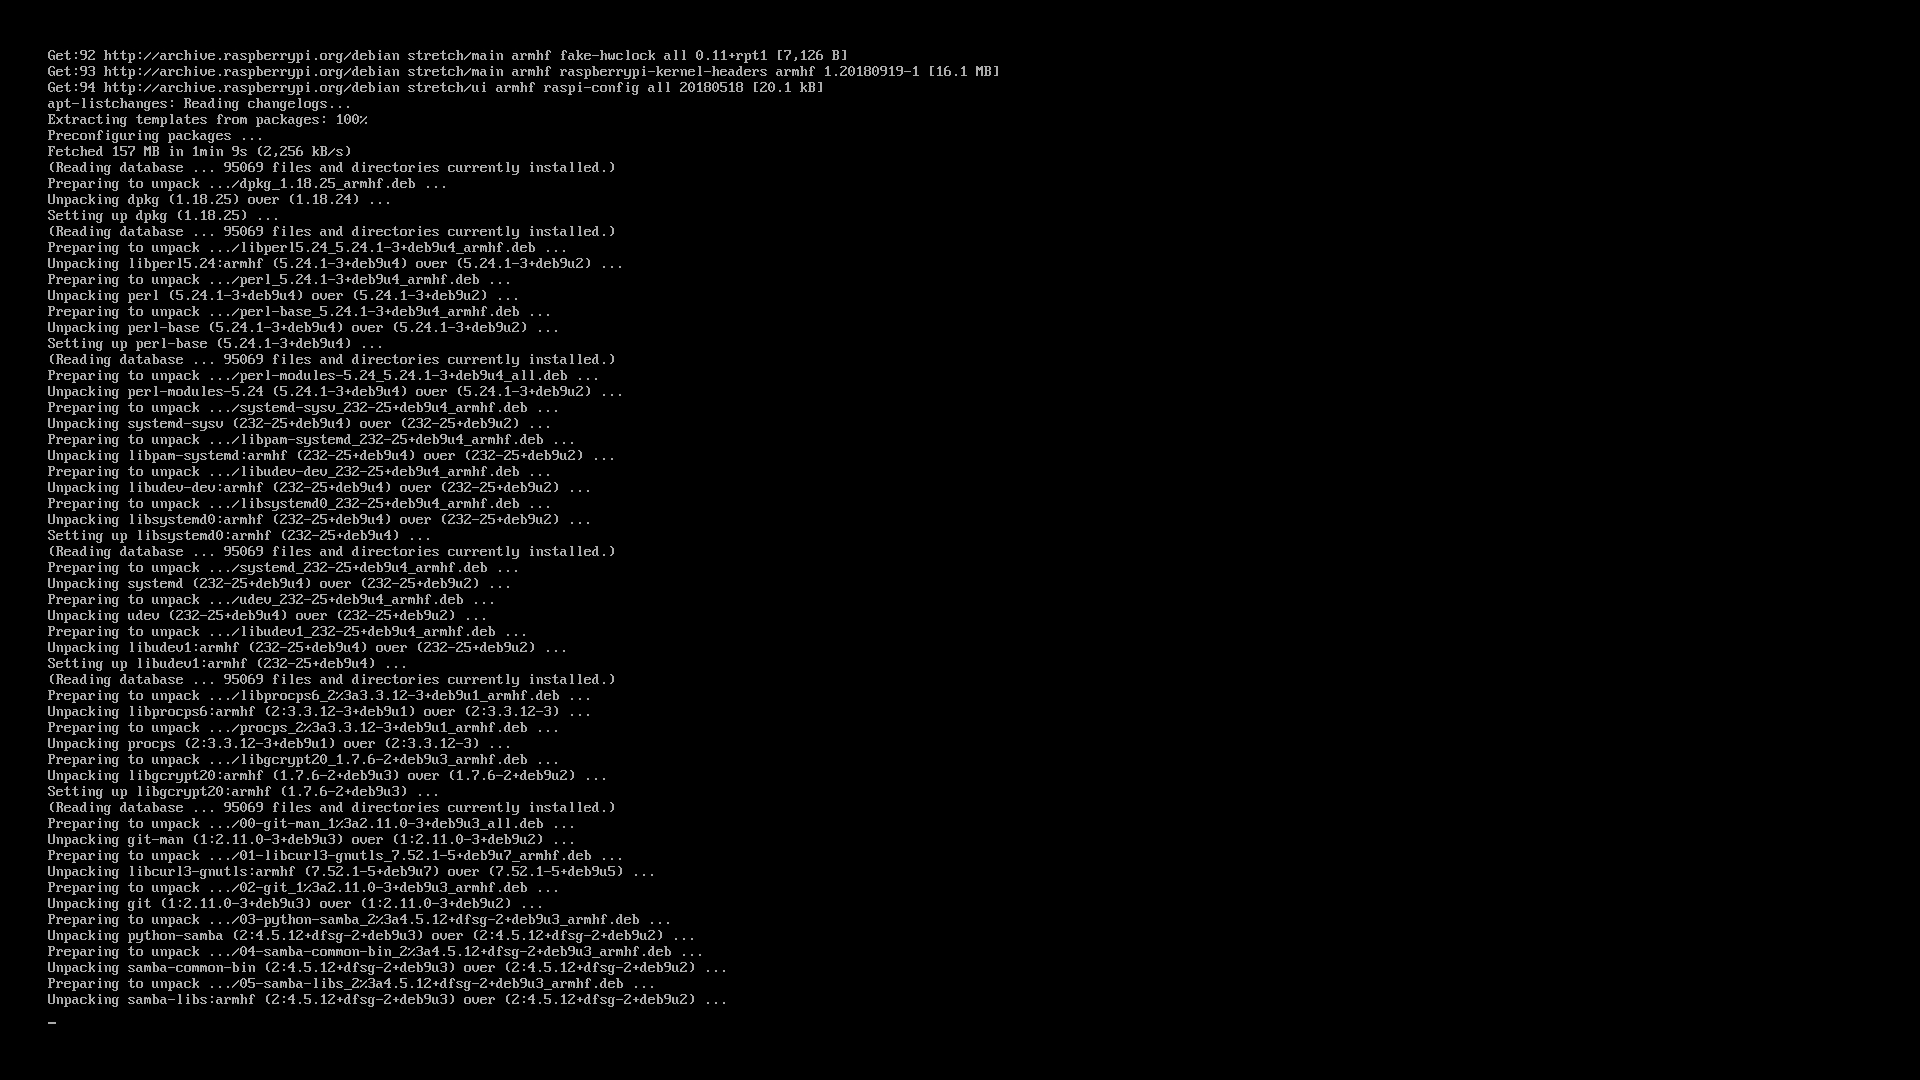 Get:92 http://archive.raspberrypi.org/debian stretch/main armhf fake-hwclock all 0.11+rpt1 [7,126 B]
Get:93 http://archive.raspberrypi.org/debian stretch/main armhf raspberrypi-kernel-headers armhf 1.20180919-1 [16.1 MB]
Get:94 http://archive.raspberrypi.org/debian stretch/ui armhf raspi-config all 20180518 [20.1 kB]
apt-listchanges: Reading changelogs...
Extracting templates from packages: 100%
Preconfiguring packages ...
Fetched 157 MB in 1min 9s (2,256 kB/s)
(Reading database ... 95069 files and directories currently installed.)
Preparing to unpack .../dpkg_1.18.25_armhf.deb ...
Unpacking dpkg (1.18.25) over (1.18.24) ...
Setting up dpkg (1.18.25) ...
(Reading database ... 95069 files and directories currently installed.)
Preparing to unpack .../libperl5.24_5.24.1-3+deb9u4_armhf.deb ...
Unpacking libperl5.24:armhf (5.24.1-3+deb9u4) over (5.24.1-3+deb9u2) ...
Preparing to unpack .../perl_5.24.1-3+deb9u4_armhf.deb ...
Unpacking perl (5.24.1-3+deb9u4) over (5.24.1-3+deb9u2) ...
Preparing to unpack .../perl-base_5.24.1-3+deb9u4_armhf.deb ...
Unpacking perl-base (5.24.1-3+deb9u4) over (5.24.1-3+deb9u2) ...
Setting up perl-base (5.24.1-3+deb9u4) ...
(Reading database ... 95069 files and directories currently installed.)
Preparing to unpack .../perl-modules-5.24_5.24.1-3+deb9u4_all.deb ...
Unpacking perl-modules-5.24 (5.24.1-3+deb9u4) over (5.24.1-3+deb9u2) ...
Preparing to unpack .../systemd-sysv_232-25+deb9u4_armhf.deb ...
Unpacking systemd-sysv (232-25+deb9u4) over (232-25+deb9u2) ...
Preparing to unpack .../libpam-systemd_232-25+deb9u4_armhf.deb ...
Unpacking libpam-systemd:armhf (232-25+deb9u4) over (232-25+deb9u2) ...
Preparing to unpack .../libudev-dev_232-25+deb9u4_armhf.deb ...
Unpacking libudev-dev:armhf (232-25+deb9u4) over (232-25+deb9u2) ...
Preparing to unpack .../libsystemd0_232-25+deb9u4_armhf.deb ...
Unpacking libsystemd0:armhf (232-25+deb9u4) over (232-25+deb9u2) ...
Setting up libsystemd0:armhf (232-25+deb9u4) ...
(Reading database ... 95069 files and directories currently installed.)
Preparing to unpack .../systemd_232-25+deb9u4_armhf.deb ...
Unpacking systemd (232-25+deb9u4) over (232-25+deb9u2) ...
Preparing to unpack .../udev_232-25+deb9u4_armhf.deb ...
Unpacking udev (232-25+deb9u4) over (232-25+deb9u2) ...
Preparing to unpack .../libudev1_232-25+deb9u4_armhf.deb ...
Unpacking libudev1:armhf (232-25+deb9u4) over (232-25+deb9u2) ...
Setting up libudev1:armhf (232-25+deb9u4) ...
(Reading database ... 95069 files and directories currently installed.)
Preparing to unpack .../libprocps6_2%3a3.3.12-3+deb9u1_armhf.deb ...
Unpacking libprocps6:armhf (2:3.3.12-3+deb9u1) over (2:3.3.12-3) ...
Preparing to unpack .../procps_2%3a3.3.12-3+deb9u1_armhf.deb ...
Unpacking procps (2:3.3.12-3+deb9u1) over (2:3.3.12-3) ...
Preparing to unpack .../libgcrypt20_1.7.6-2+deb9u3_armhf.deb ...
Unpacking libgcrypt20:armhf (1.7.6-2+deb9u3) over (1.7.6-2+deb9u2) ...
Setting up libgcrypt20:armhf (1.7.6-2+deb9u3) ...
(Reading database ... 95069 files and directories currently installed.)
Preparing to unpack .../00-git-man_1%3a2.11.0-3+deb9u3_all.deb ...
Unpacking git-man (1:2.11.0-3+deb9u3) over (1:2.11.0-3+deb9u2) ...
Preparing to unpack .../01-libcurl3-gnutls_7.52.1-5+deb9u7_armhf.deb ...
Unpacking libcurl3-gnutls:armhf (7.52.1-5+deb9u7) over (7.52.1-5+deb9u5) ...
Preparing to unpack .../02-git_1%3a2.11.0-3+deb9u3_armhf.deb ...
Unpacking git (1:2.11.0-3+deb9u3) over (1:2.11.0-3+deb9u2) ...
Preparing to unpack .../03-python-samba_2%3a4.5.12+dfsg-2+deb9u3_armhf.deb ...
Unpacking python-samba (2:4.5.12+dfsg-2+deb9u3) over (2:4.5.12+dfsg-2+deb9u2) ...
Preparing to unpack .../04-samba-common-bin_2%3a4.5.12+dfsg-2+deb9u3_armhf.deb ...
Unpacking samba-common-bin (2:4.5.12+dfsg-2+deb9u3) over (2:4.5.12+dfsg-2+deb9u2) ...
Preparing to unpack .../05-samba-libs_2%3a4.5.12+dfsg-2+deb9u3_armhf.deb ...
Unpacking samba-libs:armhf (2:4.5.12+dfsg-2+deb9u3) over (2:4.5.12+dfsg-2+deb9u2) ...
_